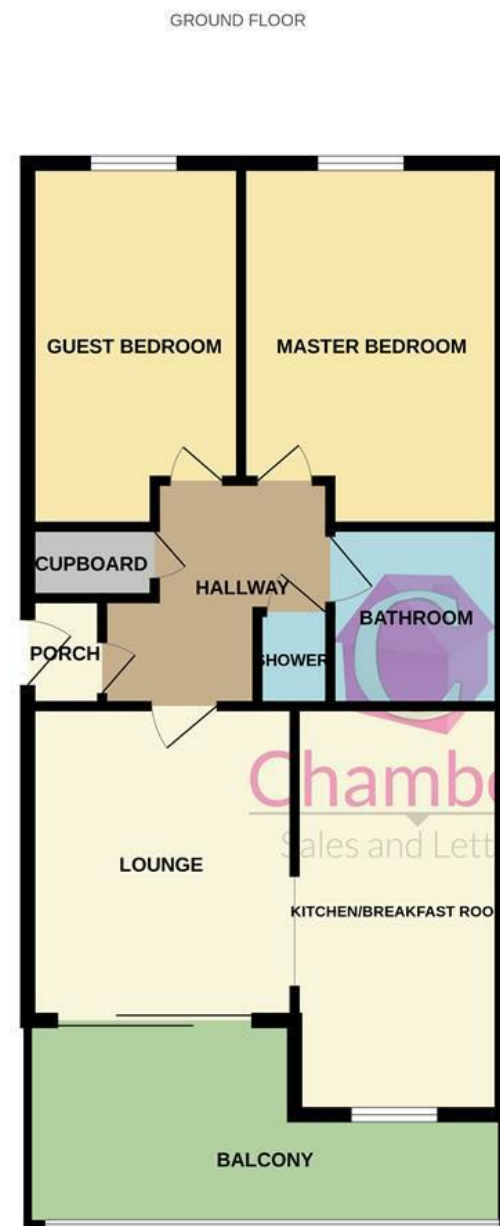 GROUND FLOOR
GUEST BEDROOM
MASTER BEDROOM
CUPBOARD
HALLWAY
BATHROOM
PORCH
SHOWER
Chambe
LOUNGE
Sales and Lett
KITCHEN/BREAKFAST ROO
BALCONY